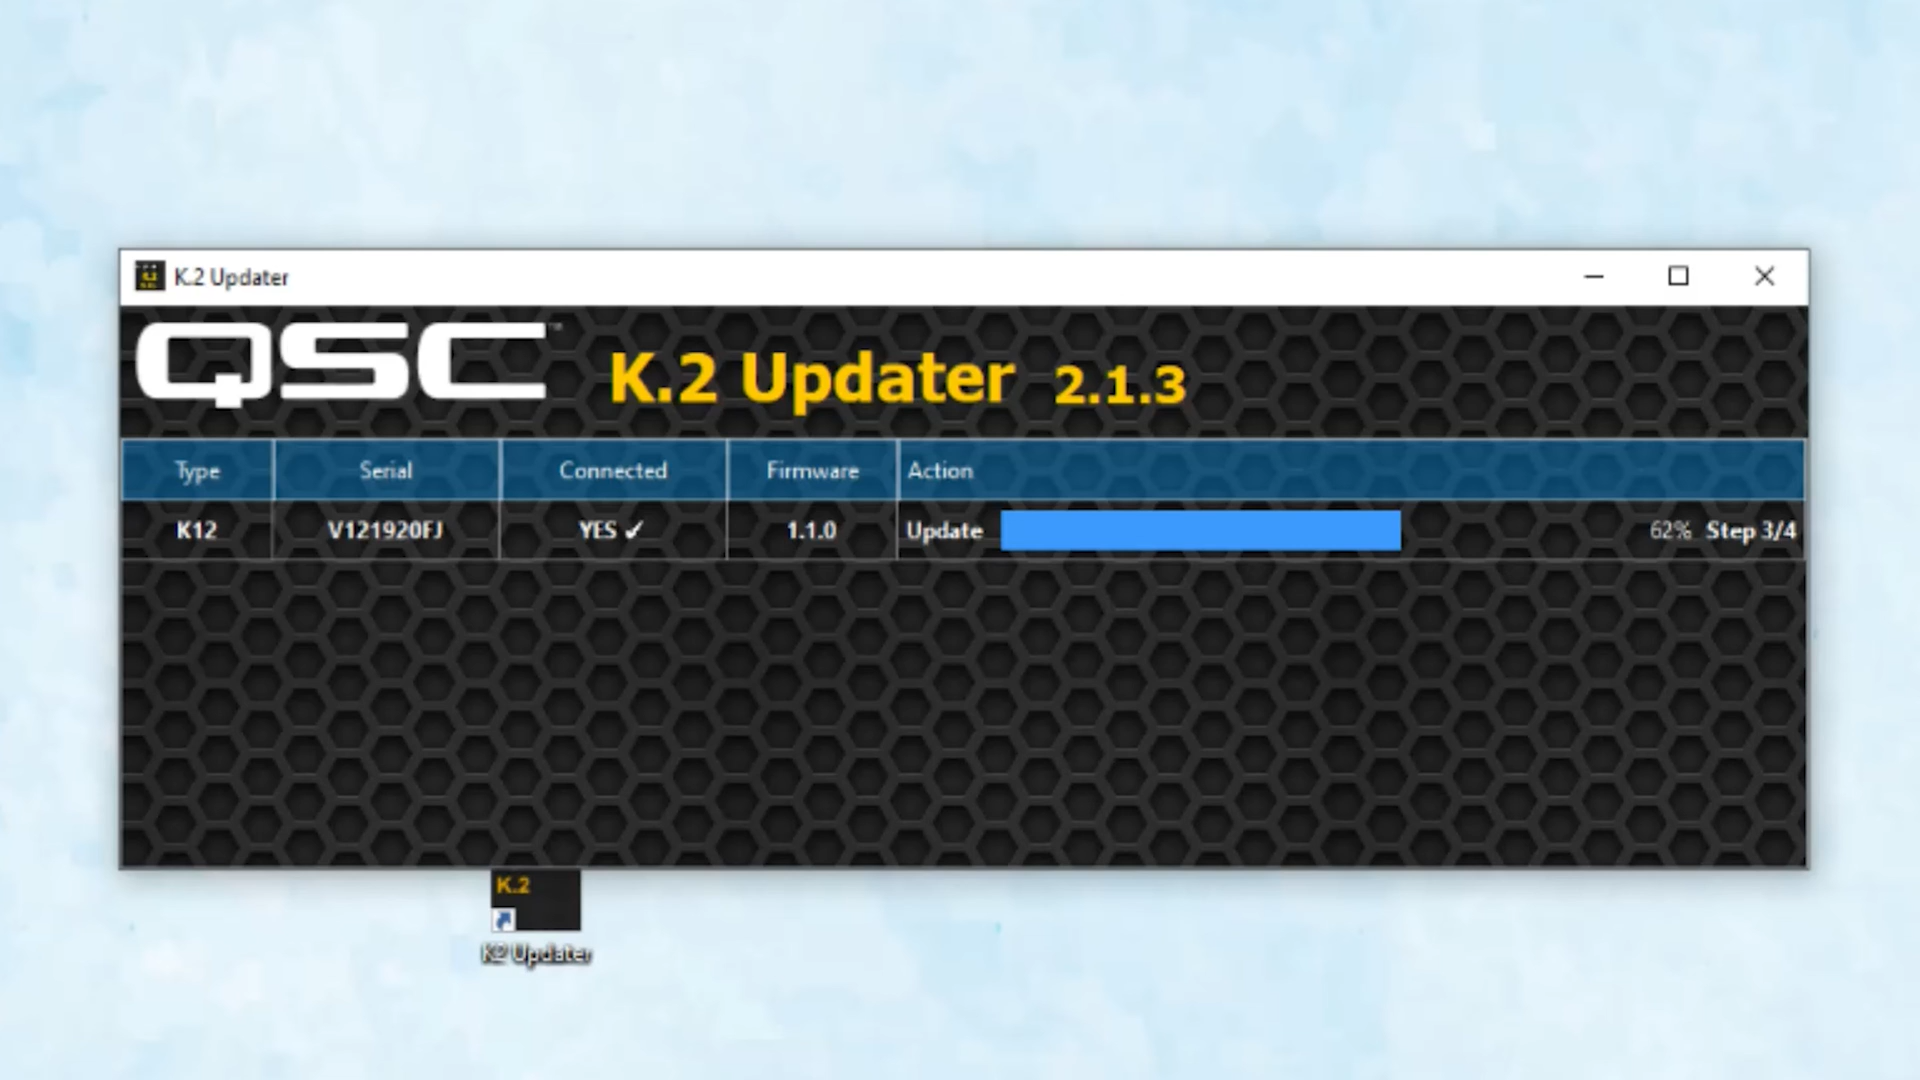 K.2 Updater
QSC™
K.2 Updater 2.1.3
Type Serial Connected Firmware Action
K12 V121920FJ YES ✓ 1.1.0 Update 62% Step 3/4
K.2
K2 Updater